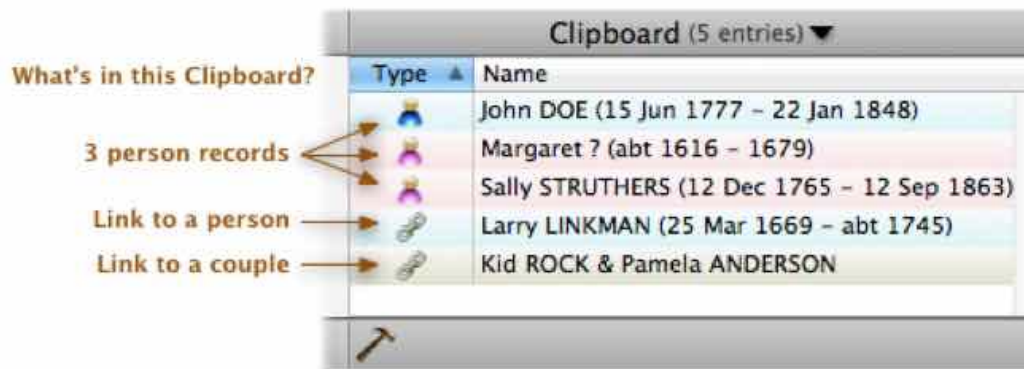 Clipboard (5 entries)
What's in this Clipboard?
Type Name
John DOE (15 Jun 1777 – 22 Jan 1848)
3 person records
Margaret ? (abt 1616 – 1679)
Sally STRUTHERS (12 Dec 1765 – 12 Sep 1863)
Link to a person
Larry LINKMAN (25 Mar 1669 – abt 1745)
Link to a couple
Kid ROCK & Pamela ANDERSON